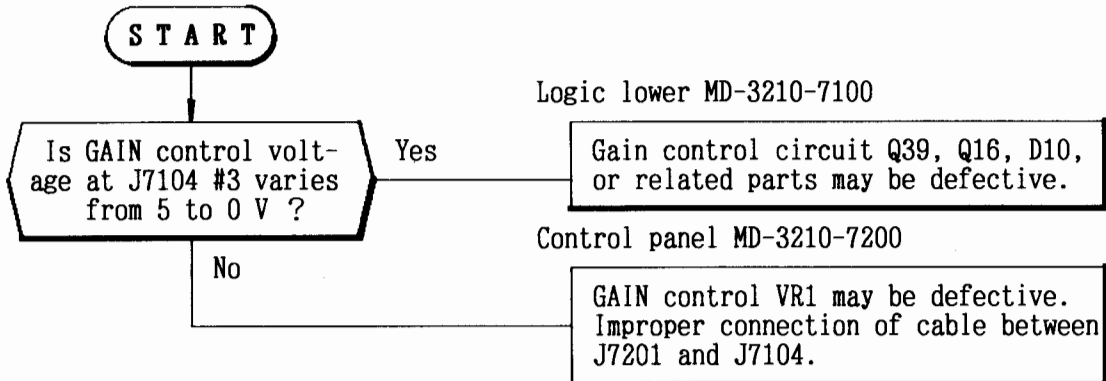 S T A R T
Is GAIN control volt-
age at J7104 #3 varies
from 5 to 0 V ?
Yes
Logic lower MD-3210-7100
Gain control circuit Q39, Q16, D10,
or related parts may be defective.
No
Control panel MD-3210-7200
GAIN control VR1 may be defective.
Improper connection of cable between
J7201 and J7104.